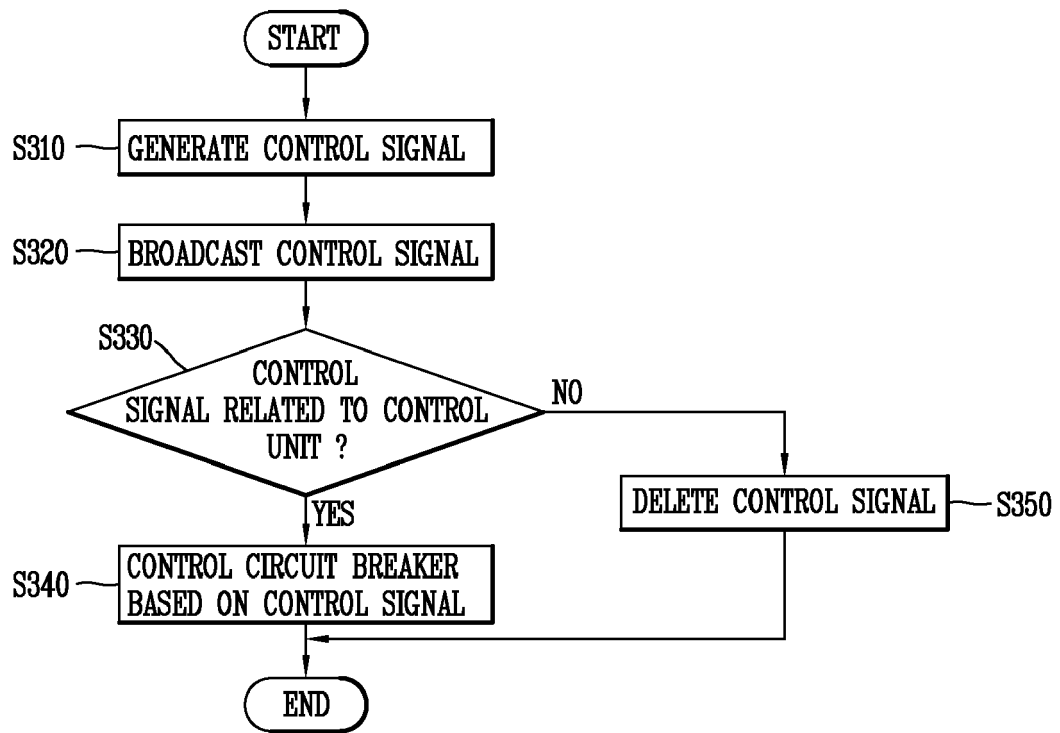 START
S310
GENERATE CONTROL SIGNAL
S320
BROADCAST CONTROL SIGNAL
S330
CONTROL
SIGNAL RELATED TO CONTROL
UNIT ?
NO
YES
DELETE CONTROL SIGNAL
S350
S340
CONTROL CIRCUIT BREAKER
BASED ON CONTROL SIGNAL
END